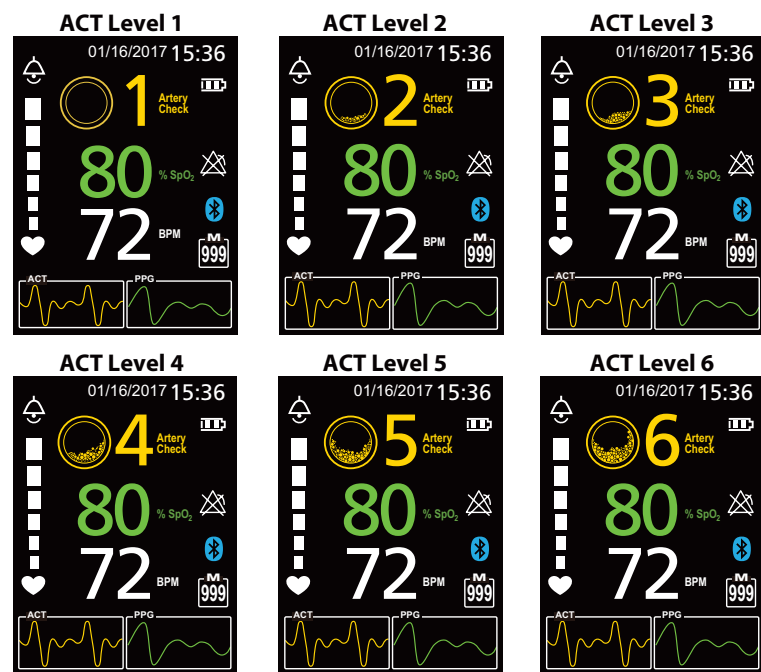 ACT Level 1
01/16/2017 15:36
1 Artery Check
80 % SpO₂
72 BPM
M
999
ACT PPG
ACT Level 2
01/16/2017 15:36
2 Artery Check
80 % SpO₂
72 BPM
M
999
ACT PPG
ACT Level 3
01/16/2017 15:36
3 Artery Check
80 % SpO₂
72 BPM
M
999
ACT PPG
ACT Level 4
01/16/2017 15:36
4 Artery Check
80 % SpO₂
72 BPM
M
999
ACT PPG
ACT Level 5
01/16/2017 15:36
5 Artery Check
80 % SpO₂
72 BPM
M
999
ACT PPG
ACT Level 6
01/16/2017 15:36
6 Artery Check
80 % SpO₂
72 BPM
M
999
ACT PPG